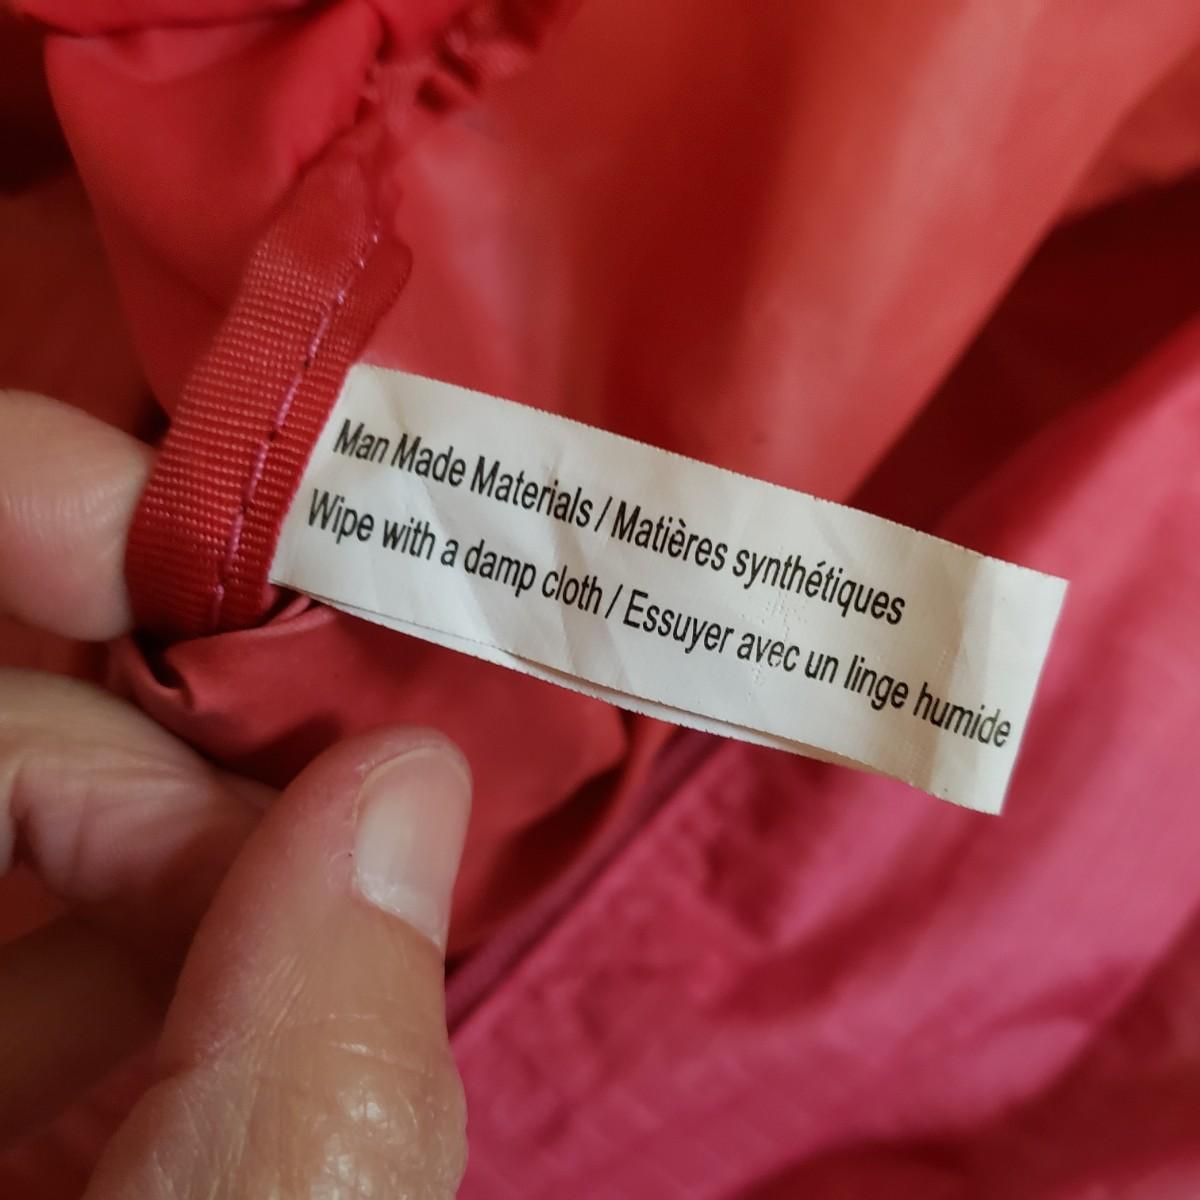 Man Made Materials / Matières synthétiques
Wipe with a damp cloth / Essuyer avec un linge humide